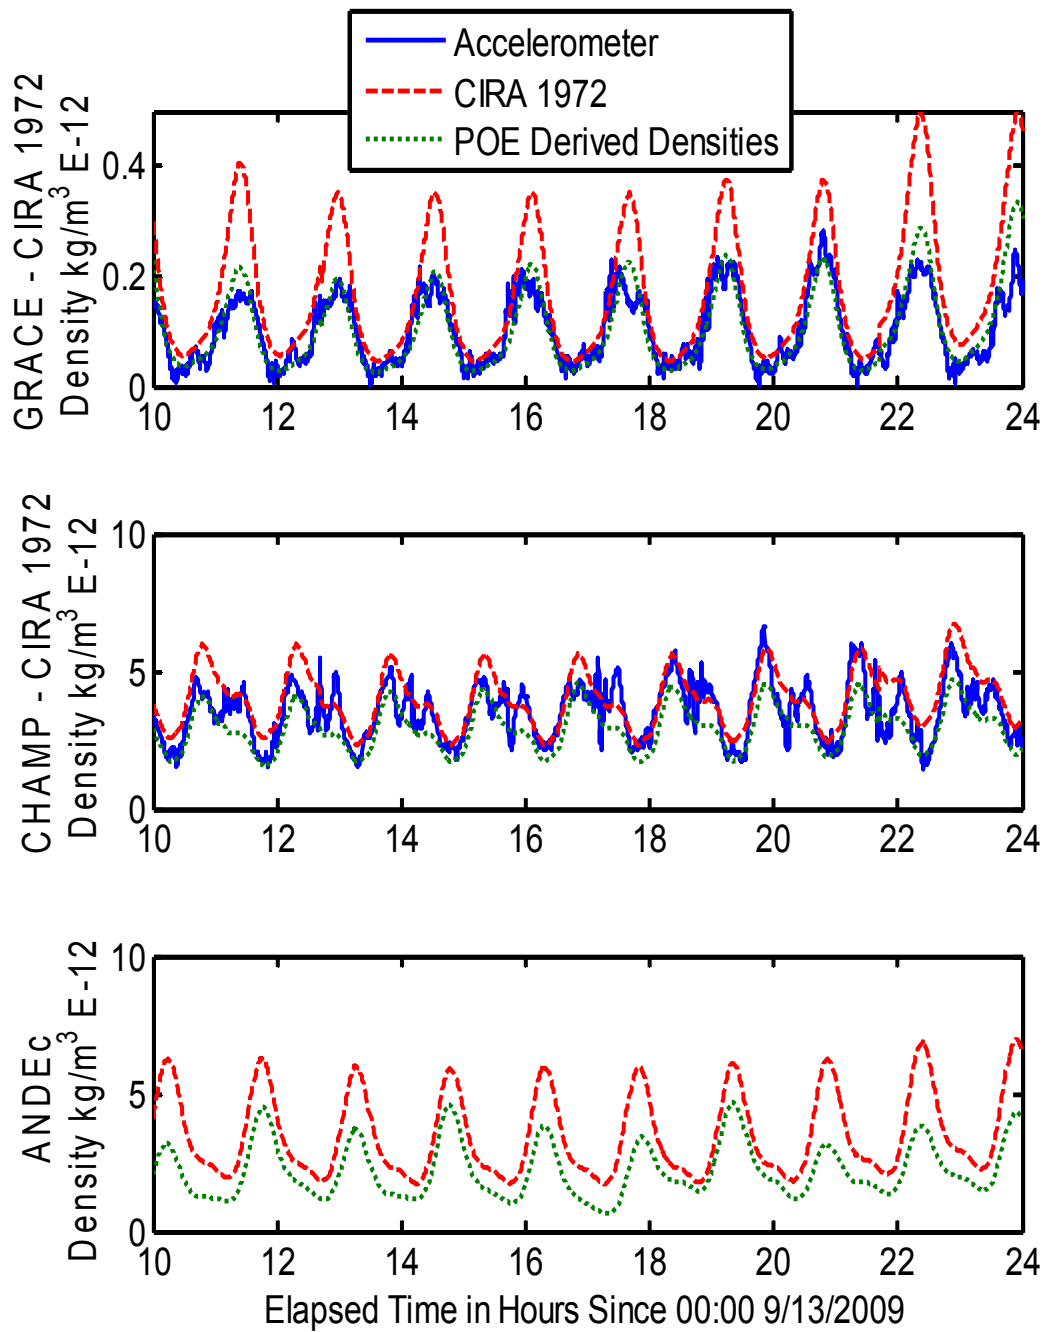 Accelerometer
CIRA 1972
POE Derived Densities
GRACE - CIRA 1972
Density kg/m³ E-12
0.4
0.2
0
10 12 14 16 18 20 22 24
CHAMP - CIRA 1972
Density kg/m³ E-12
10
5
0
10 12 14 16 18 20 22 24
ANDEc
Density kg/m³ E-12
10
5
0
10 12 14 16 18 20 22 24
Elapsed Time in Hours Since 00:00 9/13/2009